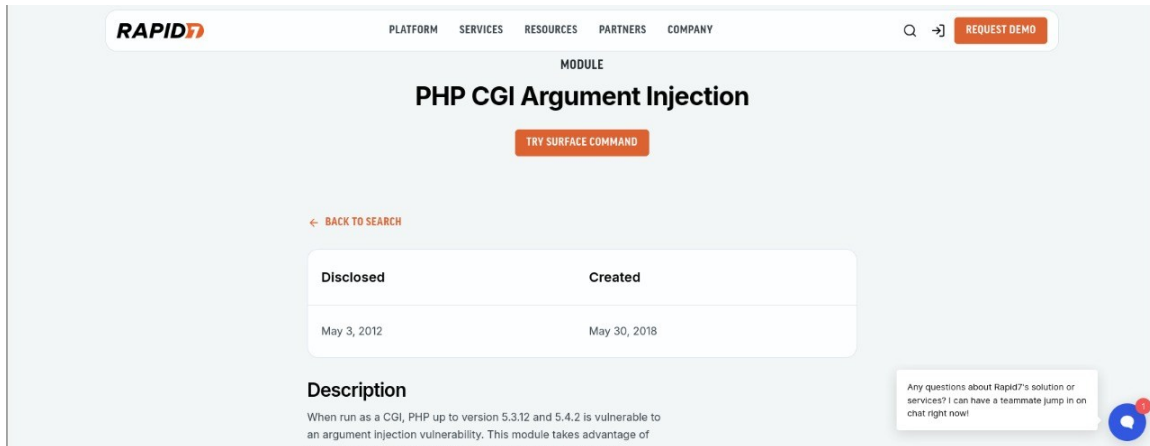 RAPID7 PLATFORM SERVICES RESOURCES PARTNERS COMPANY REQUEST DEMO
MODULE
PHP CGI Argument Injection
TRY SURFACE COMMAND
← BACK TO SEARCH
Disclosed Created
May 3, 2012 May 30, 2018
Description
When run as a CGI, PHP up to version 5.3.12 and 5.4.2 is vulnerable to
an argument injection vulnerability. This module takes advantage of
Any questions about Rapid7's solution or
services? I can have a teammate jump in on
chat right now!
1